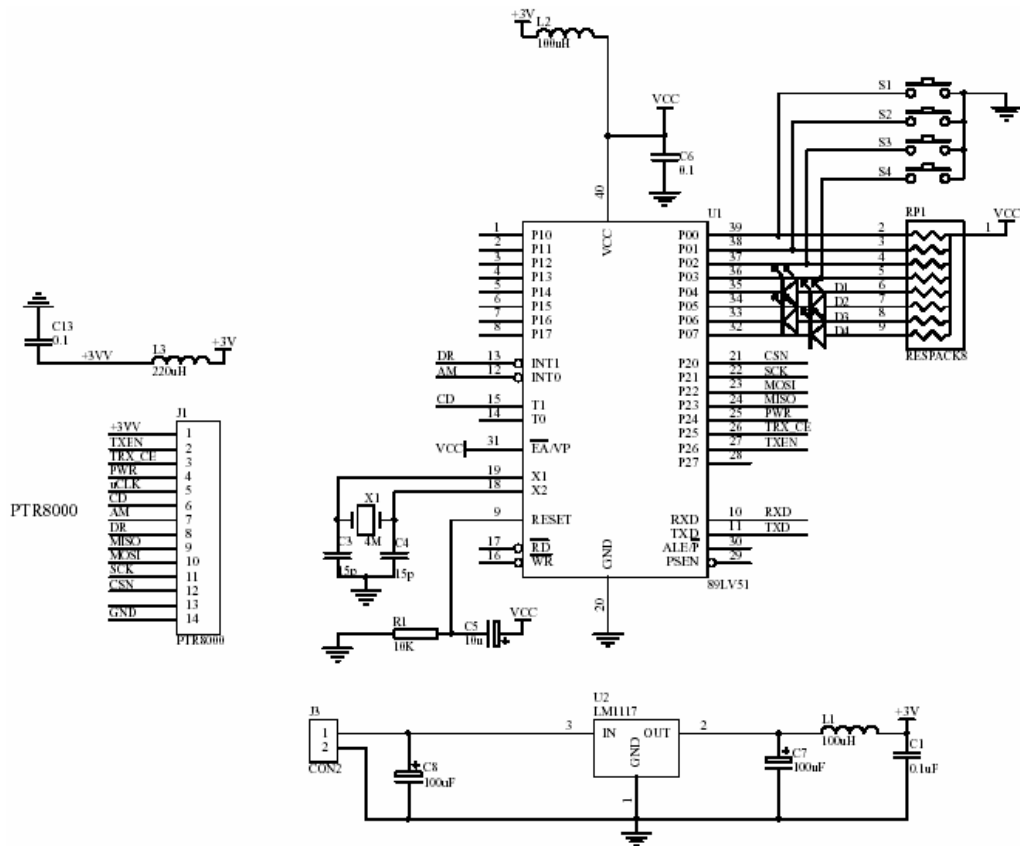 +3V
L2
100uH
VCC
C6
0.1
40
S1
S2
S3
S4
U1
RP1
VCC
1
VCC
1 P10
2 P11
3 P12
4 P13
5 P14
6 P15
7 P16
8 P17
P00 39 2
P01 38 3
P02 37 4
P03 36 5
P04 35 D1 6
P05 34 D2 7
P06 33 D3 8
P07 32 D4 9
RESPACK8
DR 13 INT1
AM 12 INT0
CD 15 T1
14 T0
VCC 31 EA/VP
19 X1
18 X2
9 RESET
17 RD
16 WR
P20 21 CSN
P21 22 SCK
P22 23 MOSI
P23 24 MISO
P24 25 PWR
P25 26 TRX_CE
P26 27 TXEN
P27 28
RXD 10 RXD
TXD 11 TXD
ALE/P 30
PSEN 29
GND
20
89LV51
C13
0.1
+3VV
L3
220uH
+3V
J1
+3VV 1
TXEN 2
TRX_CE 3
PWR 4
uCLK 5
CD 6
AM 7
DR 8
MISO 9
MOSI 10
SCK 11
CSN 12
13
GND 14
PTR8000
PTR8000
X1
4M
C3
15p
C4
15p
R1
10K
C5
10u
VCC
J3
1
2
CON2
C8
100uF
U2
LM1117
3 IN OUT 2
GND
1
C7
100uF
L1
100uH
+3V
C1
0.1uF